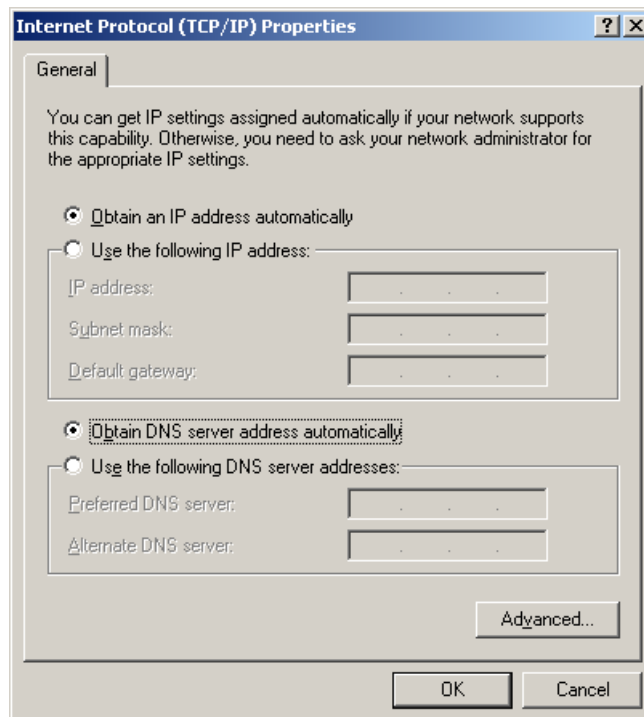 Internet Protocol (TCP/IP) Properties
General
You can get IP settings assigned automatically if your network supports
this capability. Otherwise, you need to ask your network administrator for
the appropriate IP settings.
Obtain an IP address automatically
Use the following IP address:
IP address:
Subnet mask:
Default gateway:
Obtain DNS server address automatically
Use the following DNS server addresses:
Preferred DNS server:
Alternate DNS server:
Advanced...
OK Cancel